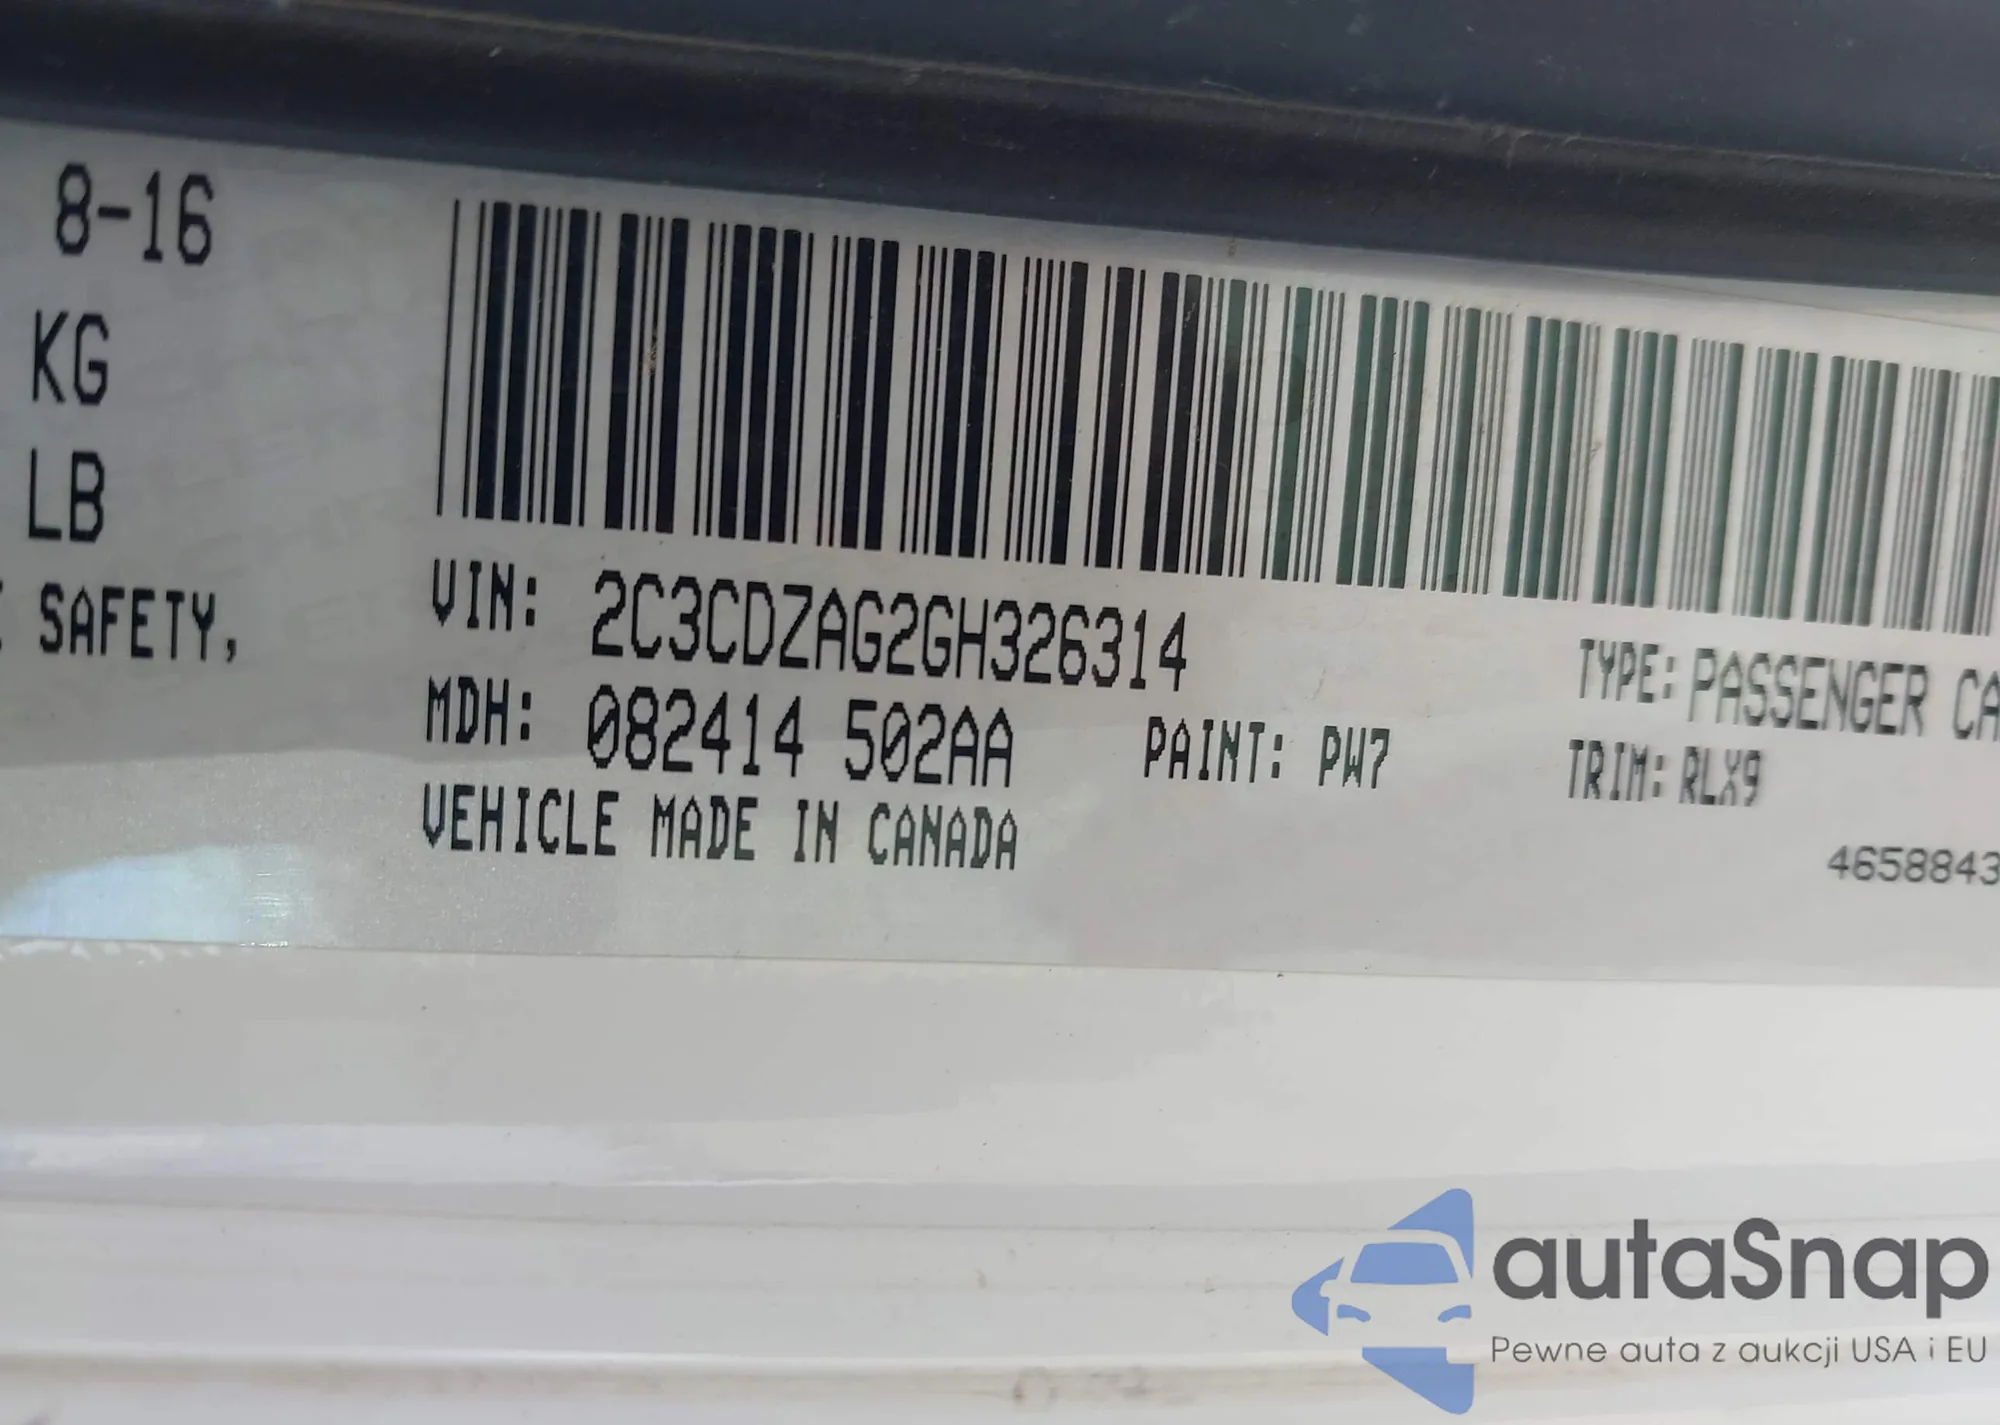 8-16
KG
LB
SAFETY,
VIN: 2C3CDZAG2GH326314
TYPE: PASSENGER CA
MDH: 082414 502AA
PAINT: PW7
TRIM: RLX9
VEHICLE MADE IN CANADA
4658843
autaSnap
Pewne auta z aukcji USA i EU